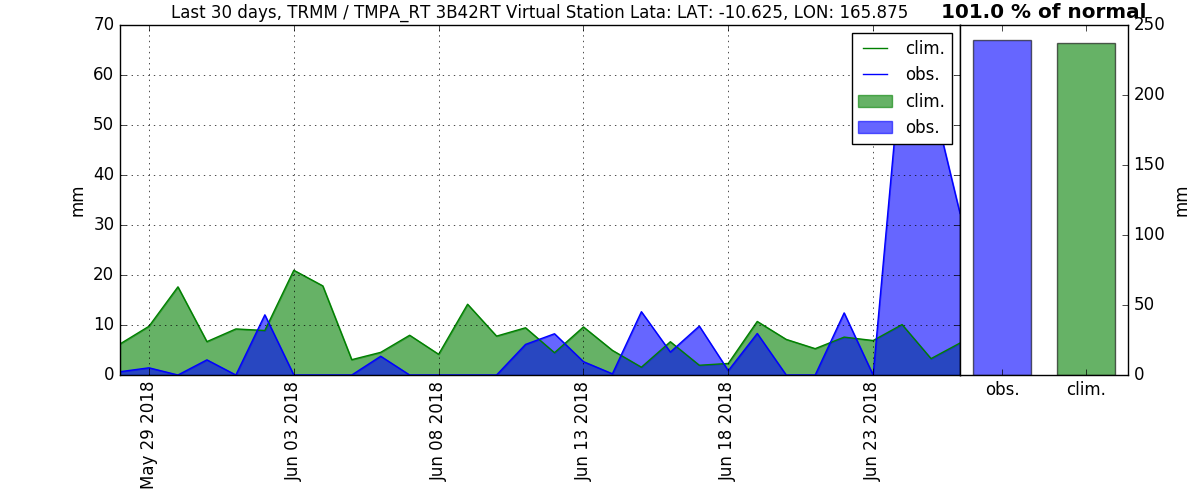 Last 30 days, TRMM / TMPA_RT 3B42RT Virtual Station Lata: LAT: -10.625, LON: 165.875
101.0 % of normal
70
60
50
40
30
20
10
0
mm
clim.
obs.
clim.
obs.
May 29 2018
Jun 03 2018
Jun 08 2018
Jun 13 2018
Jun 18 2018
Jun 23 2018
250
200
150
100
50
0
mm
obs.
clim.